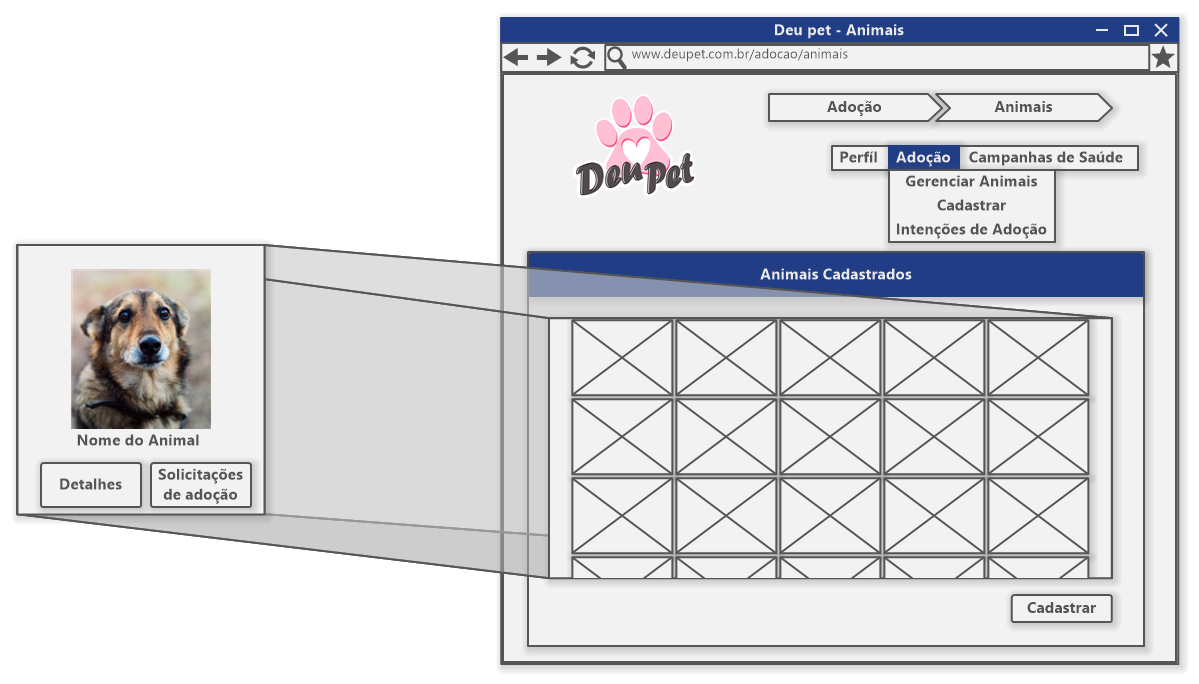 Deu pet - Animais
www.deupet.com.br/adocao/animais
Deu Pet
Adoção
Animais
Perfíl
Adoção
Campanhas de Saúde
Gerenciar Animais
Cadastrar
Intenções de Adoção
Animais Cadastrados
Nome do Animal
Detalhes
Solicitações
de adoção
Cadastrar